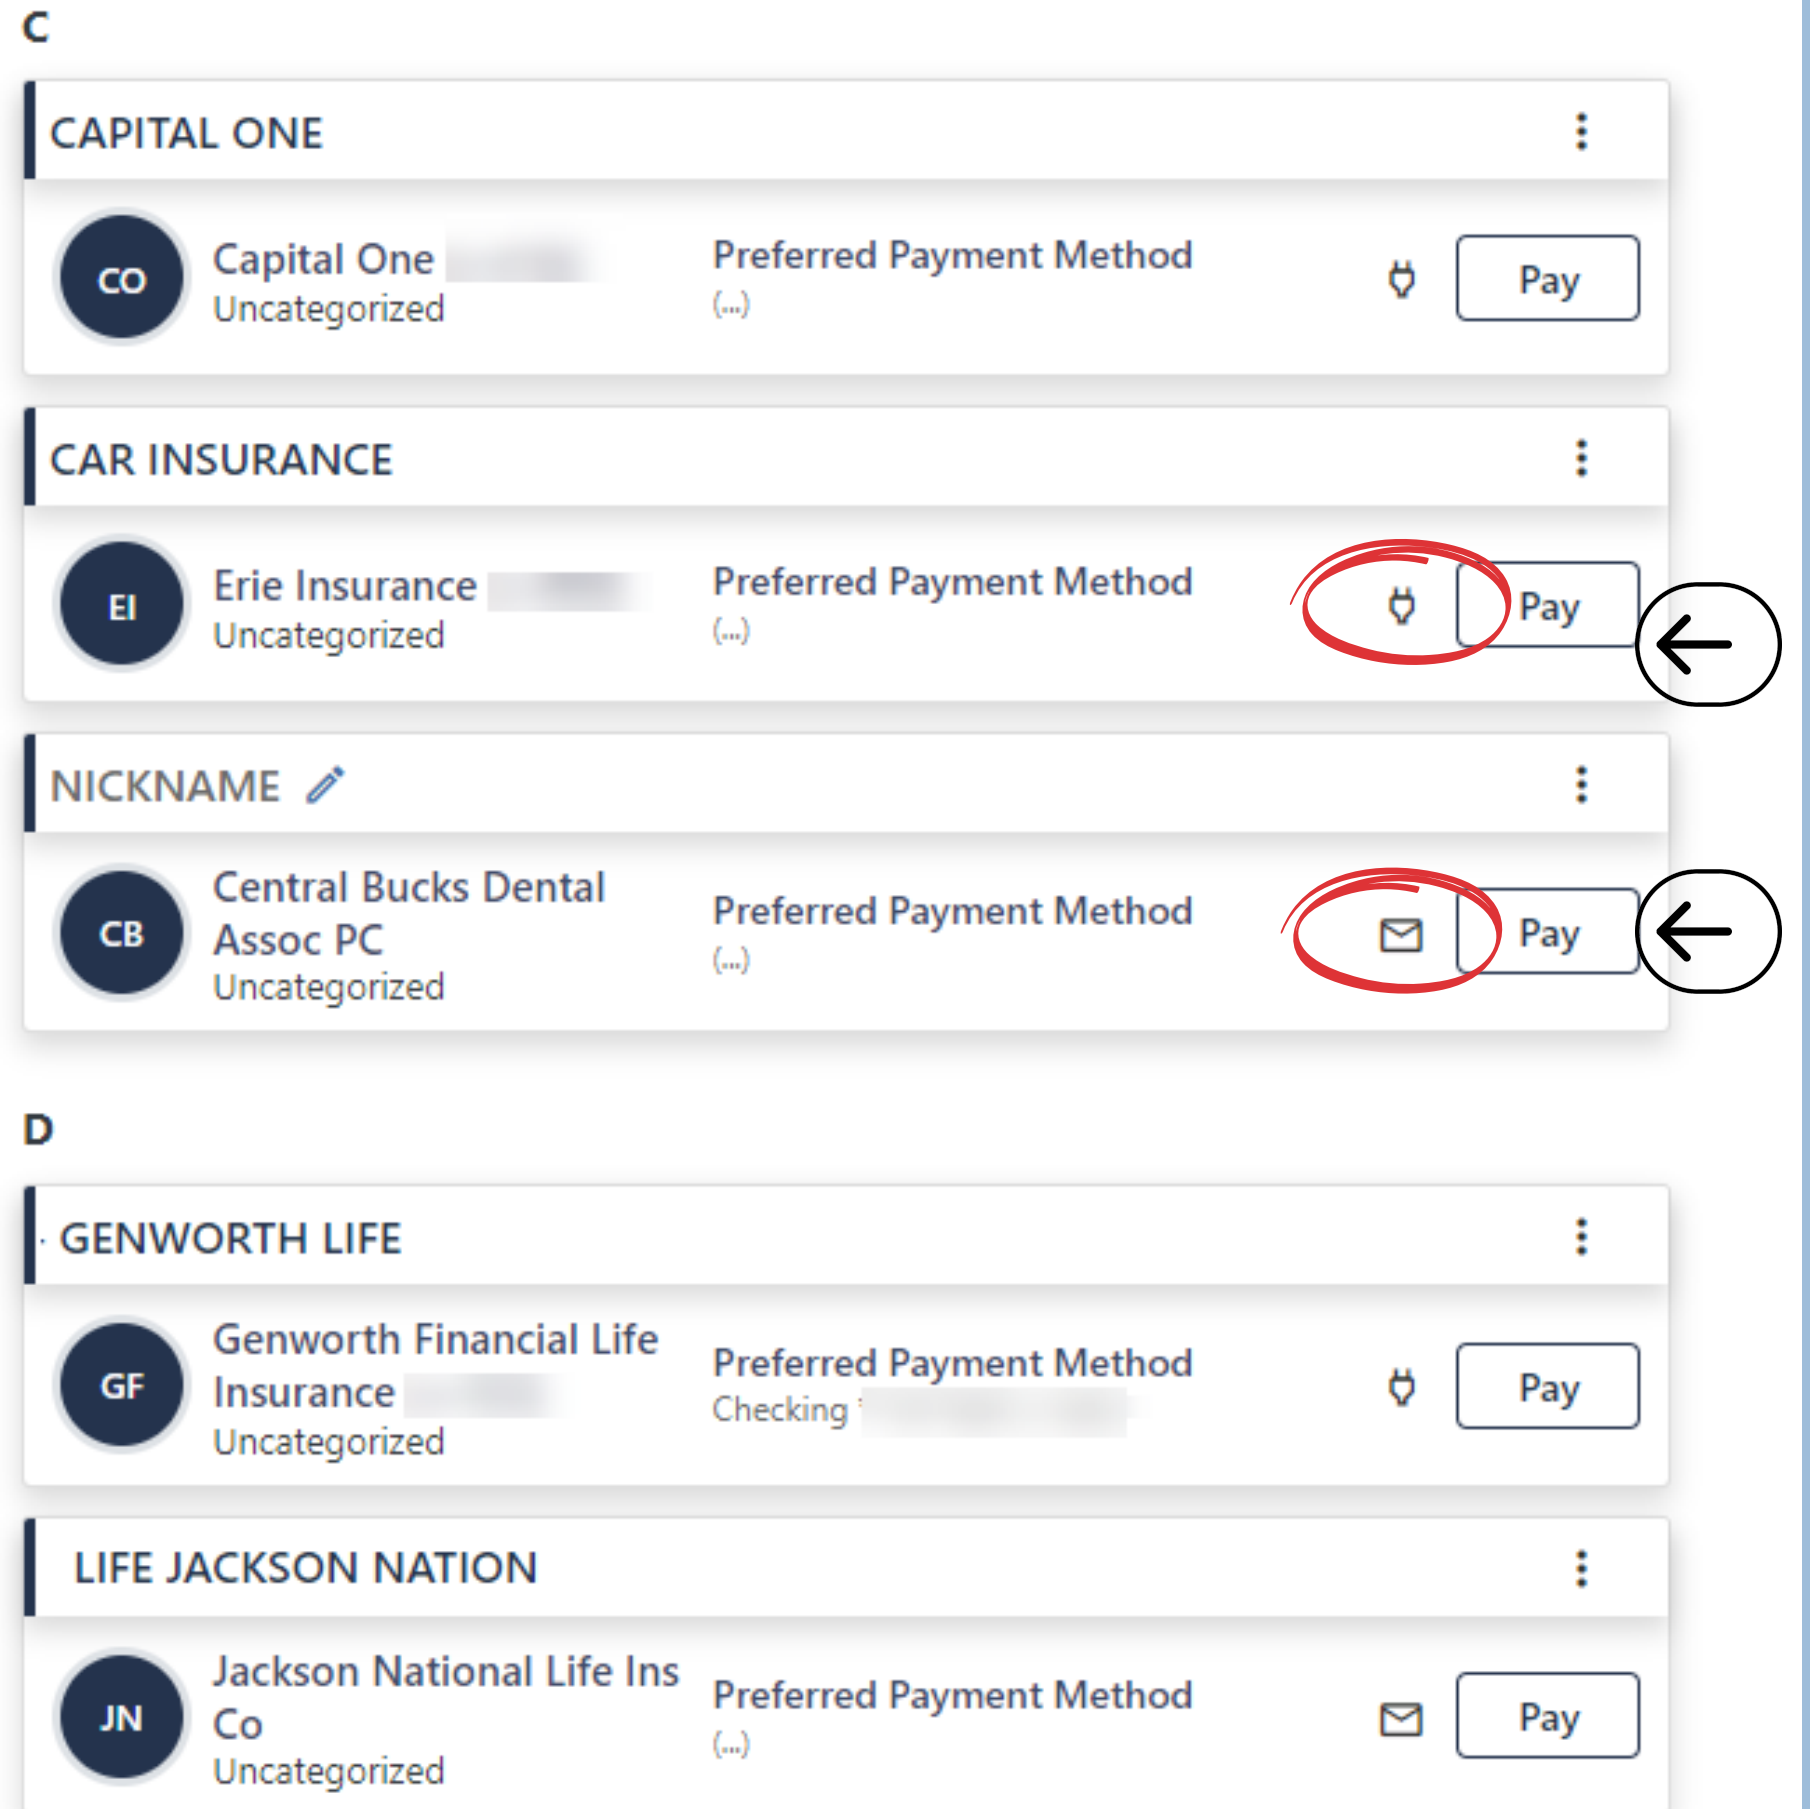 C
CAPITAL ONE
CO
Capital One
Uncategorized
Preferred Payment Method
(...)
Pay
CAR INSURANCE
EI
Erie Insurance
Uncategorized
Preferred Payment Method
(...)
Pay
NICKNAME
CB
Central Bucks Dental
Assoc PC
Uncategorized
Preferred Payment Method
(...)
Pay
D
GENWORTH LIFE
GF
Genworth Financial Life
Insurance
Uncategorized
Preferred Payment Method
Checking
Pay
LIFE JACKSON NATION
JN
Jackson National Life Ins
Co
Uncategorized
Preferred Payment Method
(...)
Pay